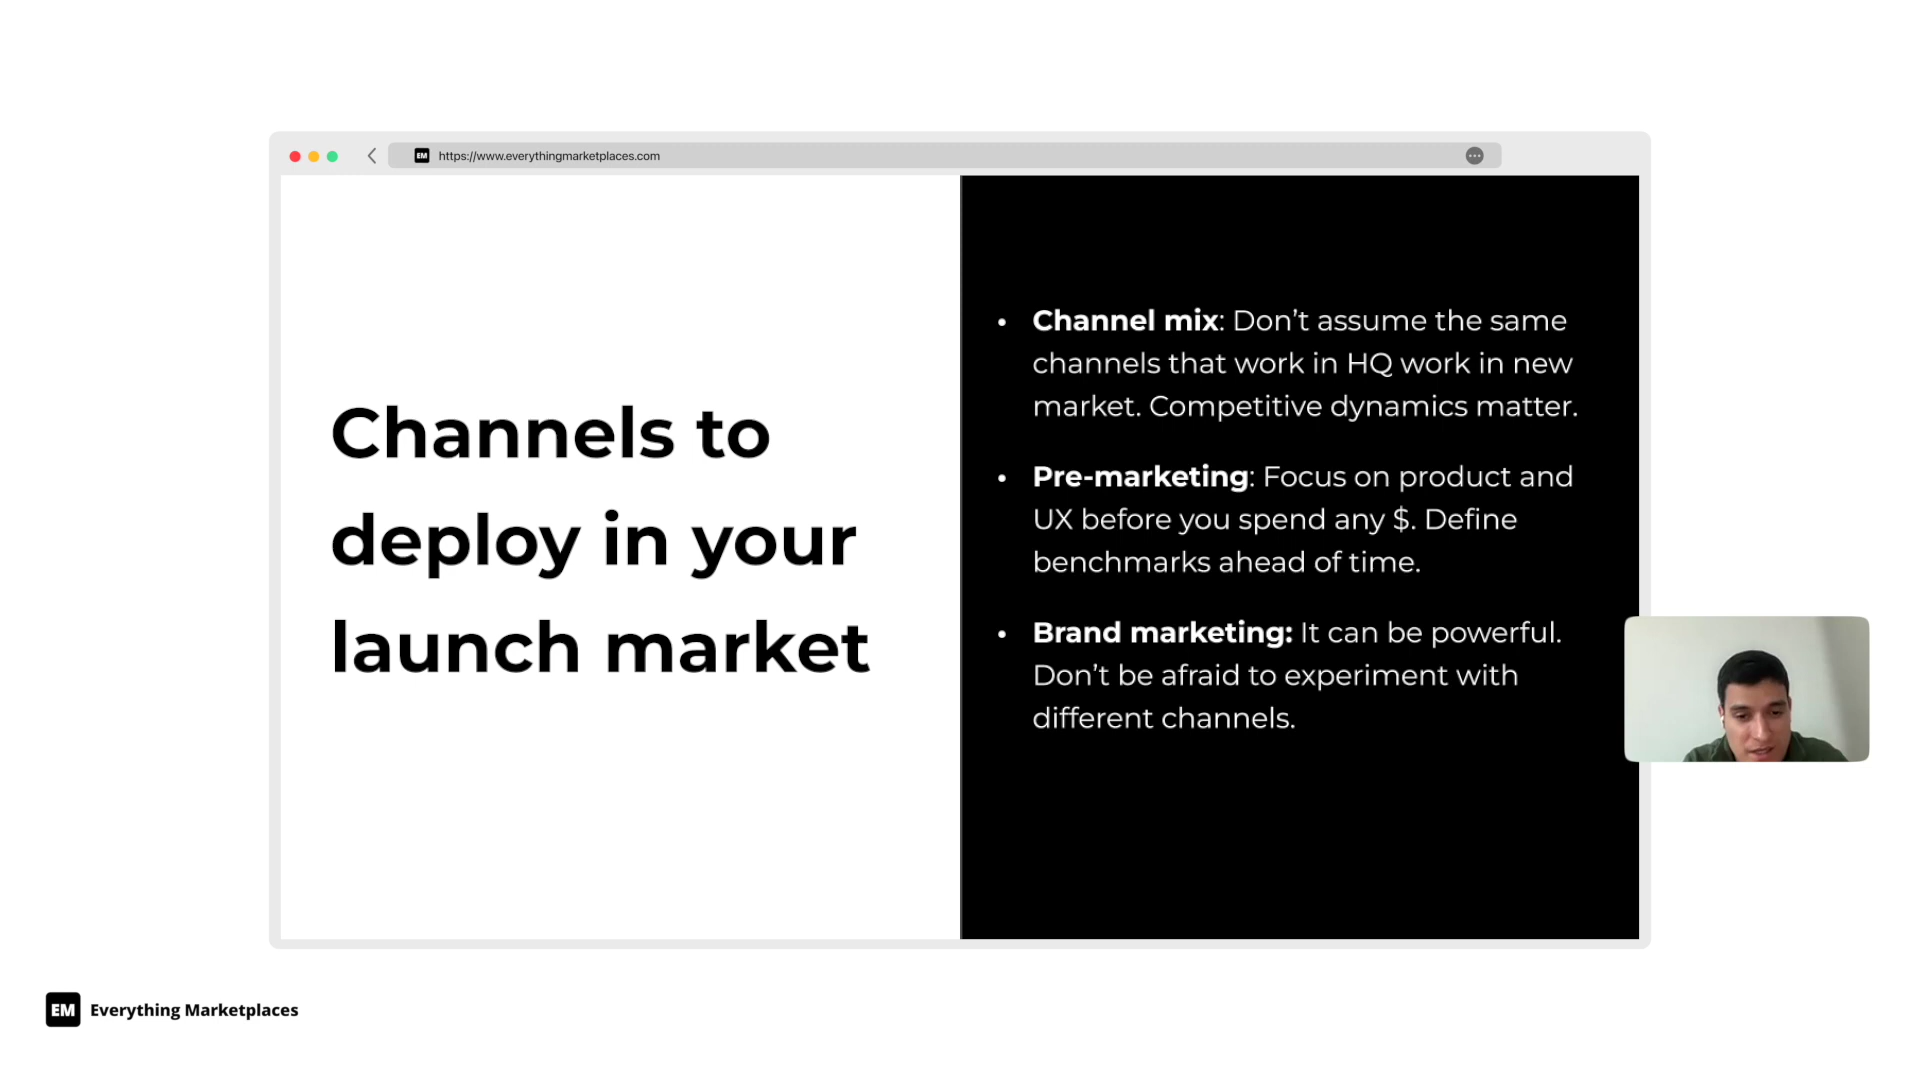 EM https://www.everythingmarketplaces.com
Channels to
deploy in your
launch market
• Channel mix: Don’t assume the same
channels that work in HQ work in new
market. Competitive dynamics matter.
• Pre-marketing: Focus on product and
UX before you spend any $. Define
benchmarks ahead of time.
• Brand marketing: It can be powerful.
Don’t be afraid to experiment with
different channels.
EM Everything Marketplaces